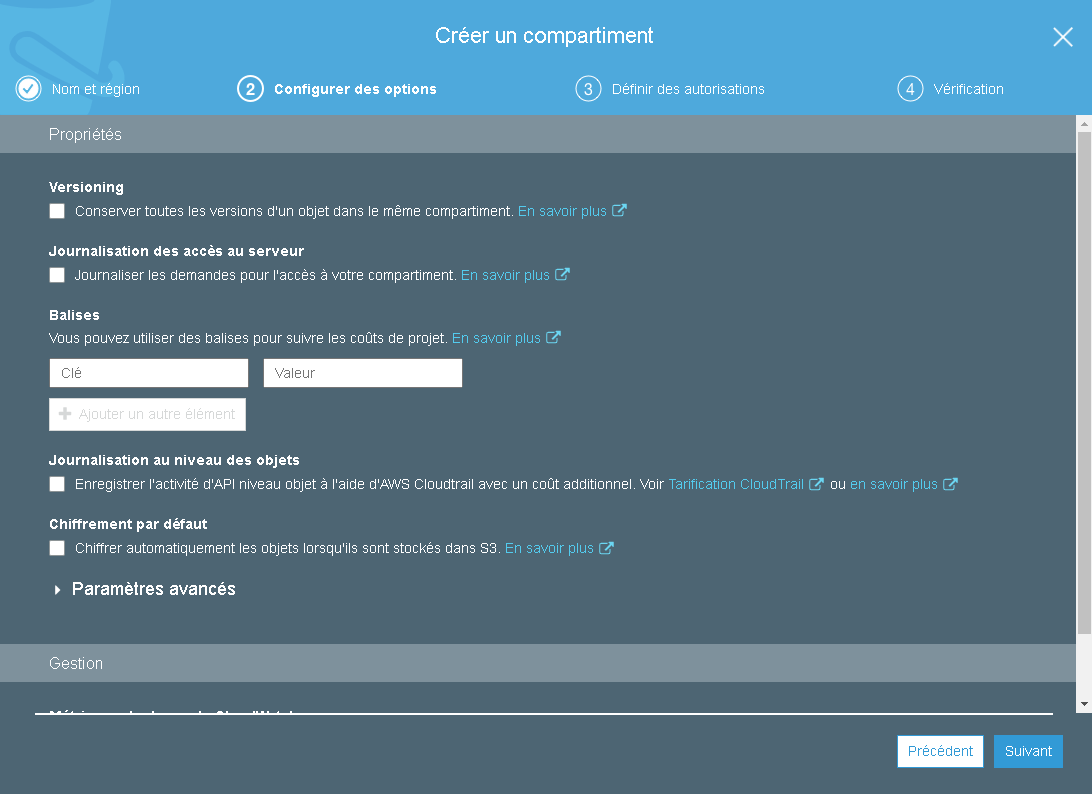 Créer un compartiment
Nom et région
2 Configurer des options
3 Définir des autorisations
4 Vérification
Propriétés
Versioning
Conserver toutes les versions d'un objet dans le même compartiment. En savoir plus
Journalisation des accès au serveur
Journaliser les demandes pour l'accès à votre compartiment. En savoir plus
Balises
Vous pouvez utiliser des balises pour suivre les coûts de projet. En savoir plus
Clé
Valeur
Ajouter un autre élément
Journalisation au niveau des objets
Enregistrer l'activité d'API niveau objet à l'aide d'AWS Cloudtrail avec un coût additionnel. Voir Tarification CloudTrail ou en savoir plus
Chiffrement par défaut
Chiffrer automatiquement les objets lorsqu'ils sont stockés dans S3. En savoir plus
Paramètres avancés
Gestion
Précédent
Suivant